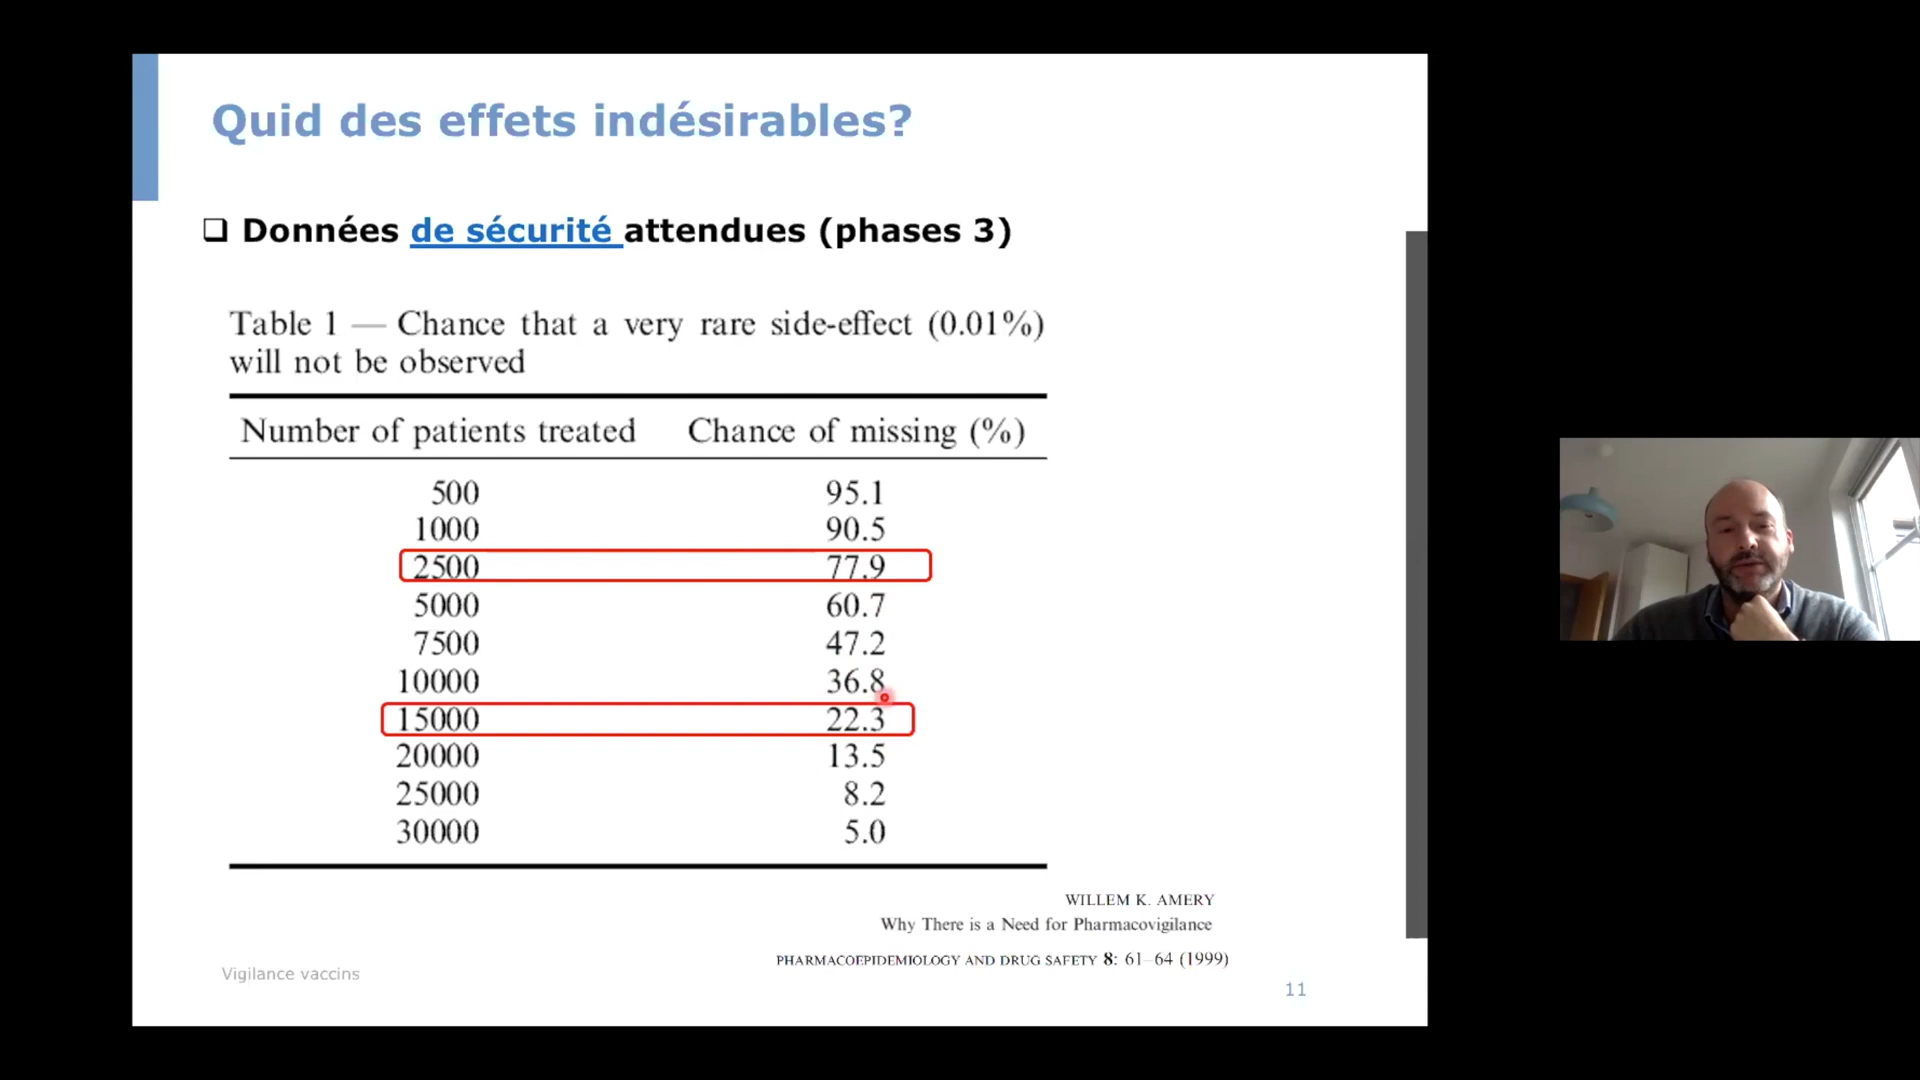 Quid des effets indésirables?
❑ Données de sécurité attendues (phases 3)
Table 1 — Chance that a very rare side-effect (0.01%)
will not be observed
Number of patients treated Chance of missing (%)
500 95.1
1000 90.5
2500 77.9
5000 60.7
7500 47.2
10000 36.8
15000 22.3
20000 13.5
25000 8.2
30000 5.0
WILLEM K. AMERY
Why There is a Need for Pharmacovigilance
PHARMACOEPIDEMIOLOGY AND DRUG SAFETY 8: 61–64 (1999)
Vigilance vaccins
11